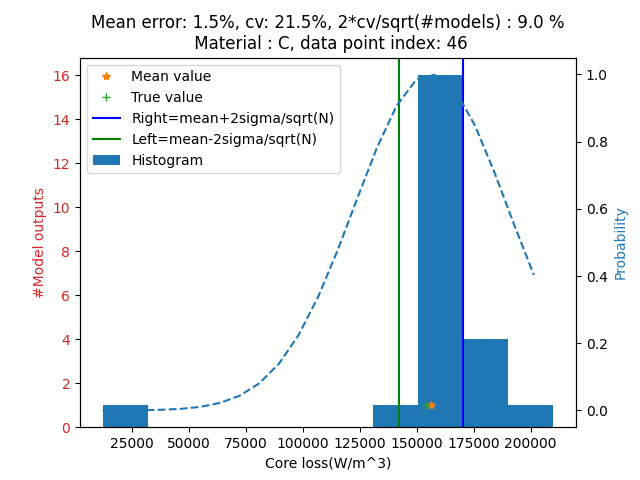 Mean error: 1.5%, cv: 21.5%, 2*cv/sqrt(#models) : 9.0 %
Material : C, data point index: 46
Mean value
True value
Right=mean+2sigma/sqrt(N)
Left=mean-2sigma/sqrt(N)
Histogram
16
14
12
10
8
6
4
2
0
#Model outputs
1.0
0.8
0.6
0.4
0.2
0.0
Probability
25000 50000 75000 100000 125000 150000 175000 200000
Core loss(W/m^3)